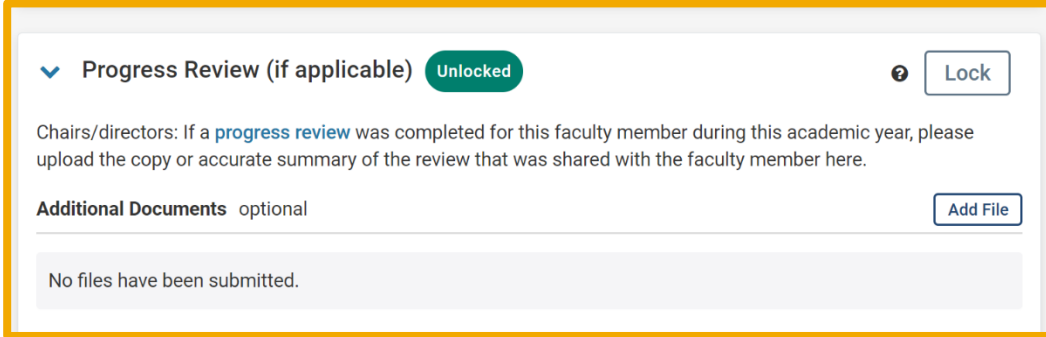 Progress Review (if applicable) Unlocked ? Lock
Chairs/directors: If a progress review was completed for this faculty member during this academic year, please
upload the copy or accurate summary of the review that was shared with the faculty member here.
Additional Documents optional Add File
No files have been submitted.